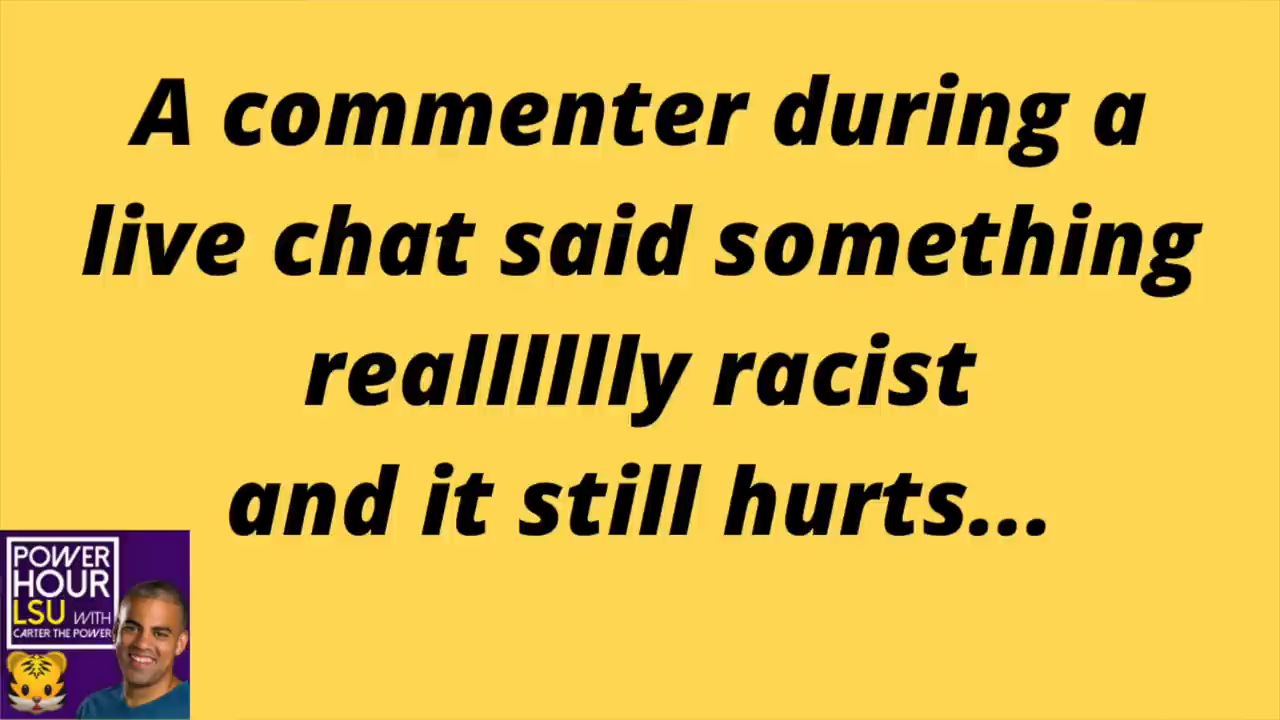 A commenter during a
live chat said something
reallllllly racist
and it still hurts...
POWER
HOUR
LSU WITH
CARTER THE POWER